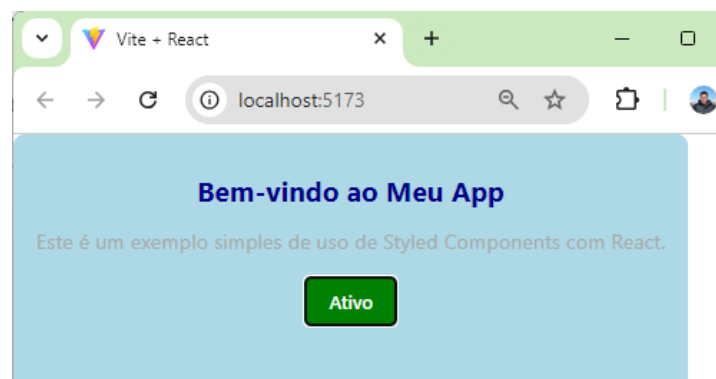 Vite + React
localhost:5173
Bem-vindo ao Meu App
Este é um exemplo simples de uso de Styled Components com React.
Ativo